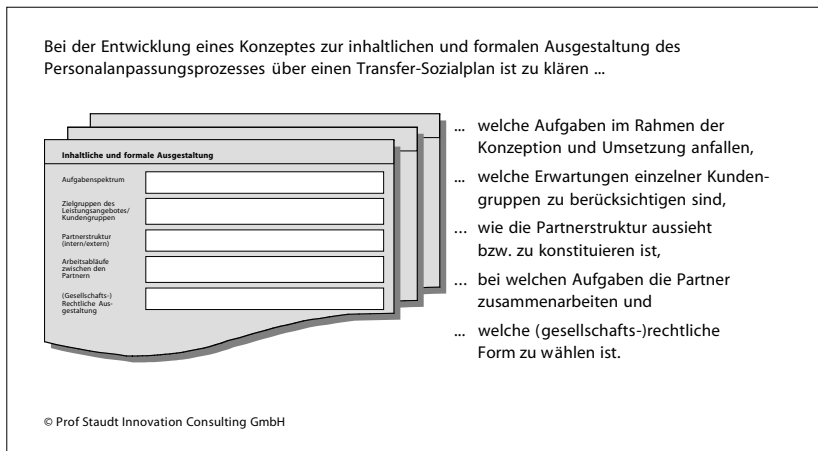 Bei der Entwicklung eines Konzeptes zur inhaltlichen und formalen Ausgestaltung des
Personalanpassungsprozesses über einen Transfer-Sozialplan ist zu klären ...
Inhaltliche und formale Ausgestaltung
Aufgabenspektrum
Zielgruppen des
Leistungsangebotes/
Kundengruppen
Partnerstruktur
(intern/extern)
Arbeitsabläufe
zwischen den
Partnern
(Gesellschafts-)
Rechtliche Aus-
gestaltung
... welche Aufgaben im Rahmen der
Konzeption und Umsetzung anfallen,
... welche Erwartungen einzelner Kunden-
gruppen zu berücksichtigen sind,
... wie die Partnerstruktur aussieht
bzw. zu konstituieren ist,
... bei welchen Aufgaben die Partner
zusammenarbeiten und
... welche (gesellschafts-)rechtliche
Form zu wählen ist.
© Prof Staudt Innovation Consulting GmbH